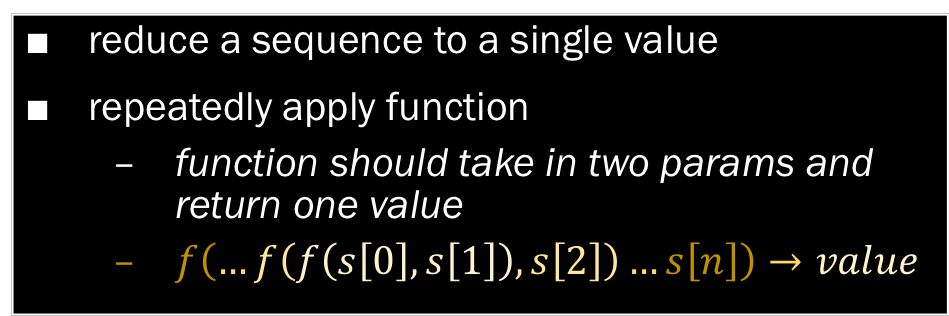 ■ reduce a sequence to a single value
■ repeatedly apply function
– function should take in two params and
return one value
– f(… f(f(s[0], s[1]), s[2]) … s[n]) → value